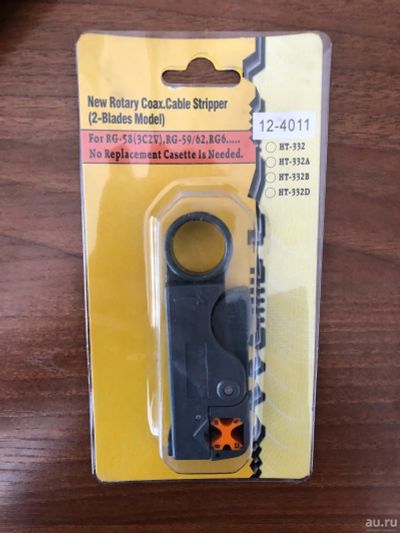 New Rotary Coax.Cable Stripper
(2-Blades Model)
For RG-58(3C2V),RG-59/62,RG6.....
No Replacement Casette Is Needed.
12-4011
HT-332
HT-332A
HT-332B
HT-332D
au.ru